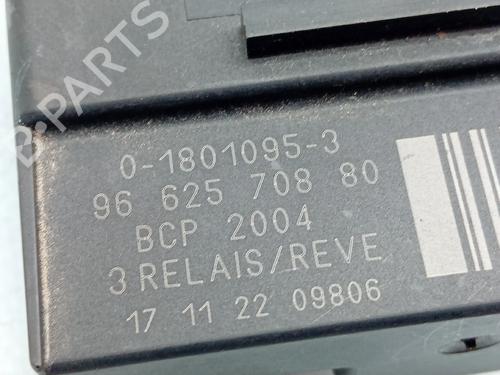 0-1801095-3
96 625 708 80
BCP 2004
3 RELAIS/REVE
17 11 22 09806
B-PARTS